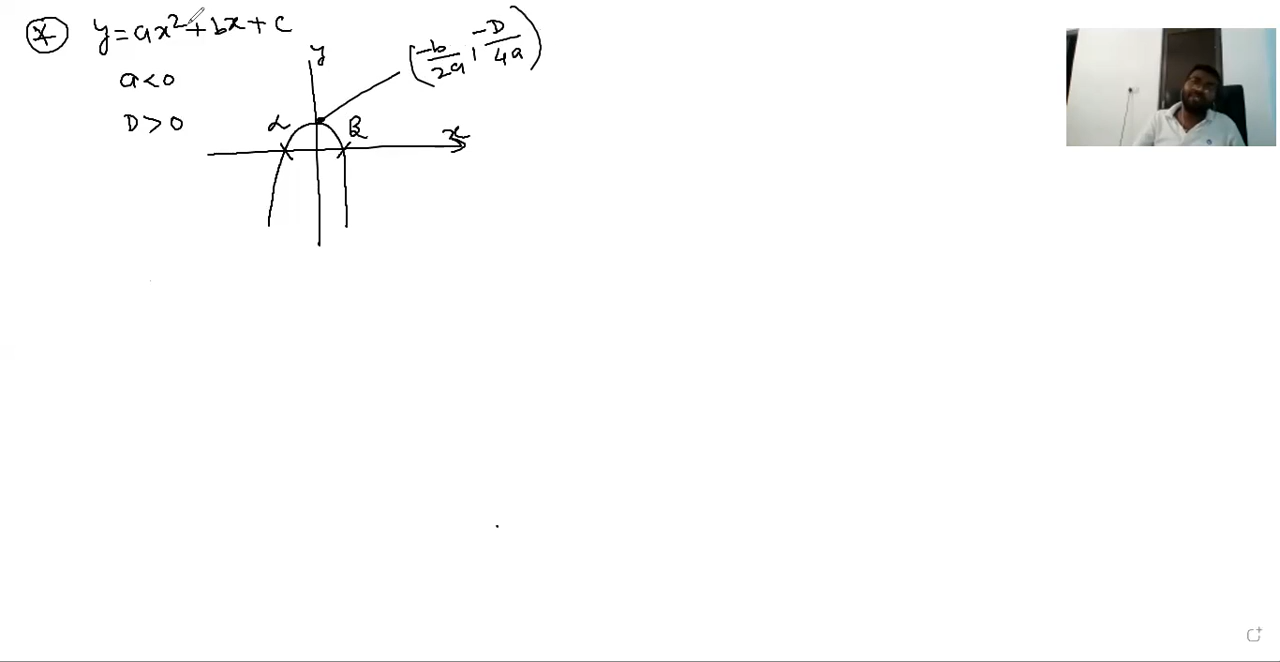 * y=ax²+bx+c
a<0
D>0
y
(-b/2a, -D/4a)
α β
x